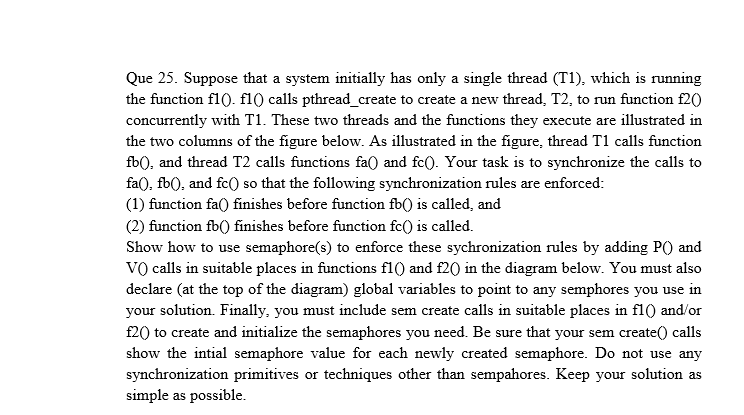 Que 25. Suppose that a system initially has only a single thread (T1), which is running
the function f1(). f1() calls pthread_create to create a new thread, T2, to run function f2()
concurrently with T1. These two threads and the functions they execute are illustrated in
the two columns of the figure below. As illustrated in the figure, thread T1 calls function
fb(), and thread T2 calls functions fa() and fc(). Your task is to synchronize the calls to
fa(), fb(), and fc() so that the following synchronization rules are enforced:
(1) function fa() finishes before function fb() is called, and
(2) function fb() finishes before function fc() is called.
Show how to use semaphore(s) to enforce these sychronization rules by adding P() and
V() calls in suitable places in functions f1() and f2() in the diagram below. You must also
declare (at the top of the diagram) global variables to point to any semphores you use in
your solution. Finally, you must include sem create calls in suitable places in f1() and/or
f2() to create and initialize the semaphores you need. Be sure that your sem create() calls
show the intial semaphore value for each newly created semaphore. Do not use any
synchronization primitives or techniques other than sempahores. Keep your solution as
simple as possible.